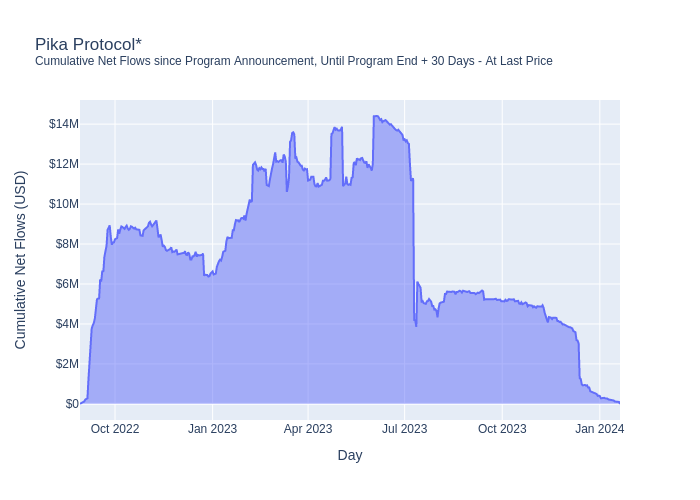 Pika Protocol*
Cumulative Net Flows since Program Announcement, Until Program End + 30 Days - At Last Price
Cumulative Net Flows (USD)
$14M
$12M
$10M
$8M
$6M
$4M
$2M
$0
Oct 2022
Jan 2023
Apr 2023
Jul 2023
Oct 2023
Jan 2024
Day